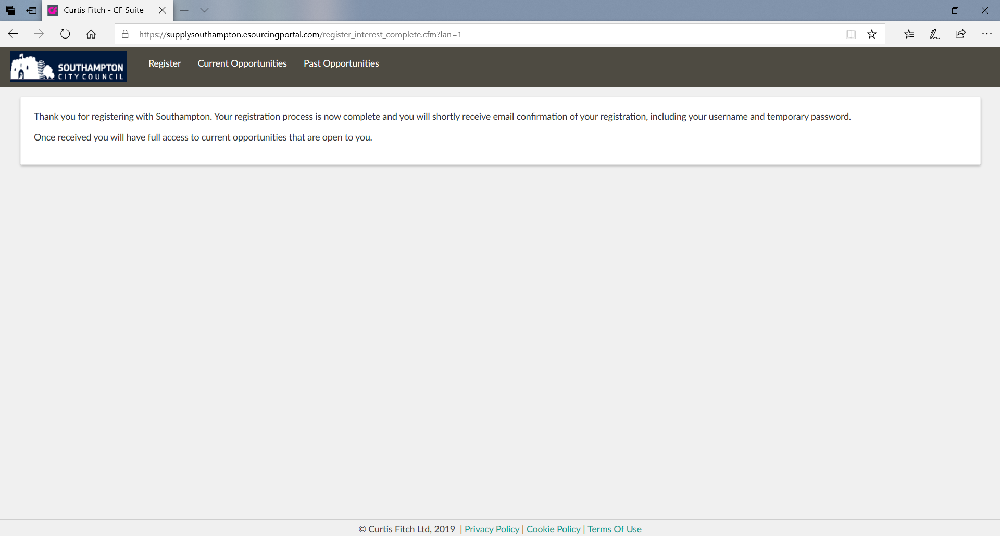 Curtis Fitch - CF Suite
https://supplysouthampton.esourcingportal.com/register_interest_complete.cfm?lan=1
SOUTHAMPTON
CITY COUNCIL
Register Current Opportunities Past Opportunities
Thank you for registering with Southampton. Your registration process is now complete and you will shortly receive email confirmation of your registration, including your username and temporary password.
Once received you will have full access to current opportunities that are open to you.
© Curtis Fitch Ltd, 2019 | Privacy Policy | Cookie Policy | Terms Of Use